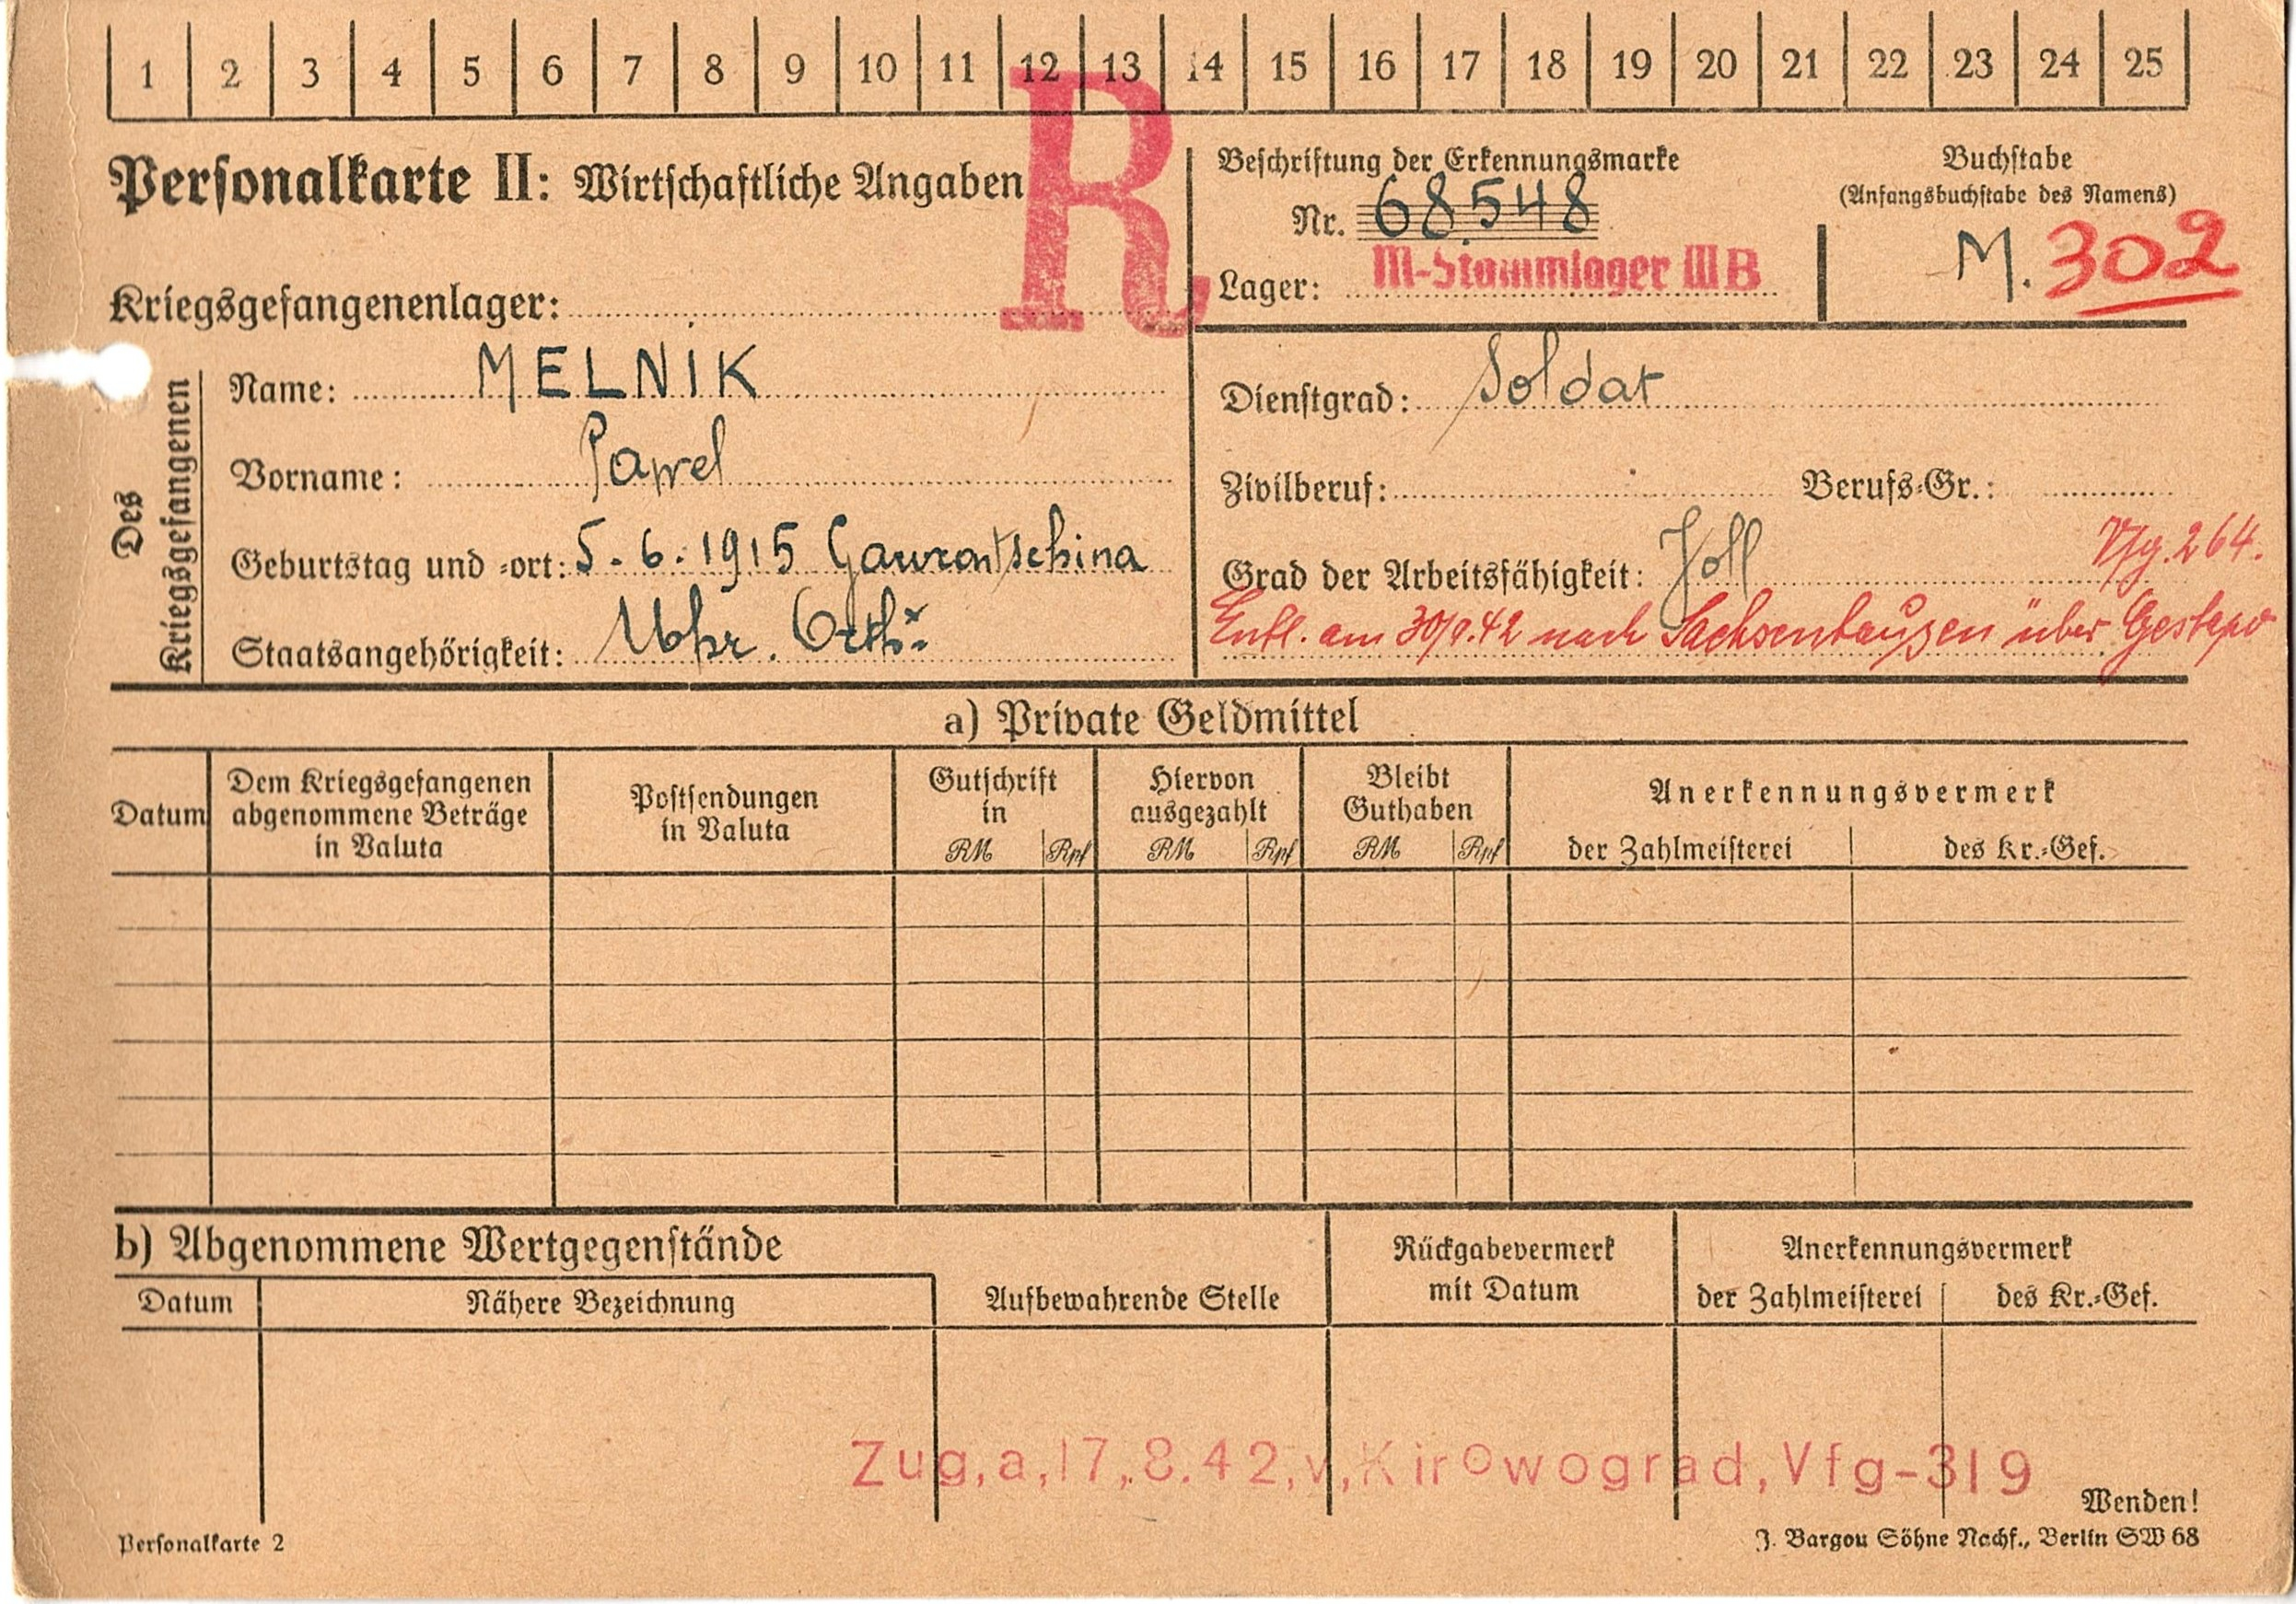 1 2 3 4 5 6 7 8 9 10 11 12 13 14 15 16 17 18 19 20 21 22 23 24 25
Personalkarte II: Wirtschaftliche Angaben
R
Beschriftung der Erkennungsmarke
Nr. 68548
Lager: M-Stammlager III B
Buchstabe
(Anfangsbuchstabe des Namens)
M. 302
Kriegsgefangenenlager:
Des Kriegsgefangenen
Name: MELNIK
Vorname: Pawel
Geburtstag und -ort: 5.6.1915
Staatsangehörigkeit: Ukr. Orth.
Dienstgrad: Soldat
Zivilberuf: Berufs-Gr.:
Grad der Arbeitsfähigkeit: Voll Vfg. 264.
Entl. am 30/9.42 nach Sachsenhausen über Gestapo
a) Private Geldmittel
Datum
Dem Kriegsgefangenen
abgenommene Beträge
in Valuta
Postsendungen
in Valuta
Gutschrift
in
RM Rpf
Hiervon
ausgezahlt
RM Rpf
Bleibt
Guthaben
RM Rpf
Anerkennungsvermerk
der Zahlmeisterei des Kr.-Gef.
b) Abgenommene Wertgegenstände
Datum Nähere Bezeichnung
Aufbewahrende Stelle
Rückgabevermerk
mit Datum
Anerkennungsvermerk
der Zahlmeisterei des Kr.-Gef.
Zug,a,17,.8.42,v,Kirowograd,Vfg-319
Wenden!
Personalkarte 2
J. Bargou Söhne Nachf., Berlin SW 68